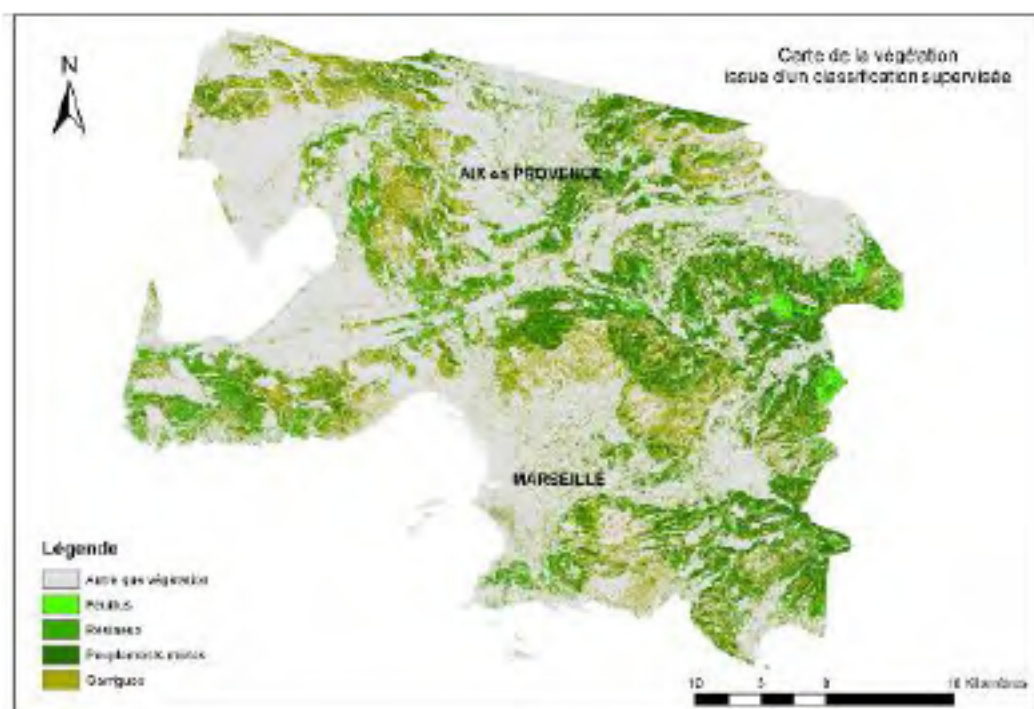 N
Carte de la végétation
issue d'un classification supervisée
AIX en PROVENCE
MARSEILLE
Légende
Autre que végétation
Feuillus
Résineux
Peuplements mixtes
Garrigues
10 5 0 10 Kilomètres